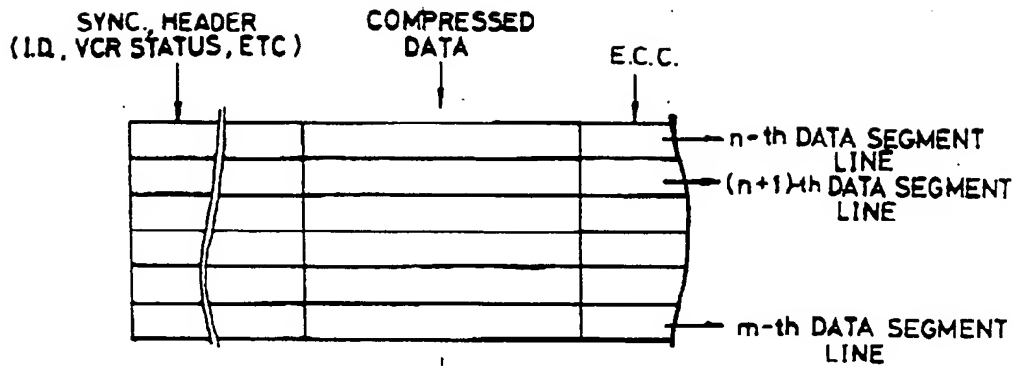 SYNC., HEADER
(I.D., VCR STATUS, ETC)
COMPRESSED
DATA
E.C.C.
n-th DATA SEGMENT
LINE
(n+1)-th DATA SEGMENT
LINE
m-th DATA SEGMENT
LINE